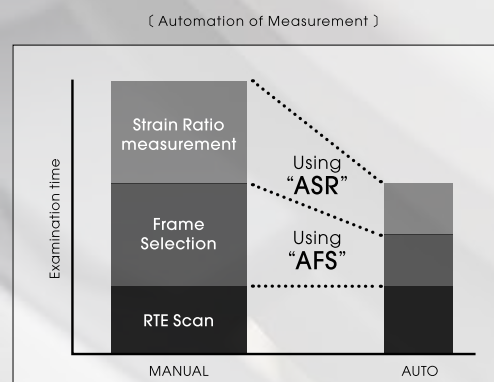 ( Automation of Measurement )
Examination time
Strain Ratio
measurement
Using
“ASR”
Frame
Selection
Using
“AFS”
RTE Scan
MANUAL
AUTO